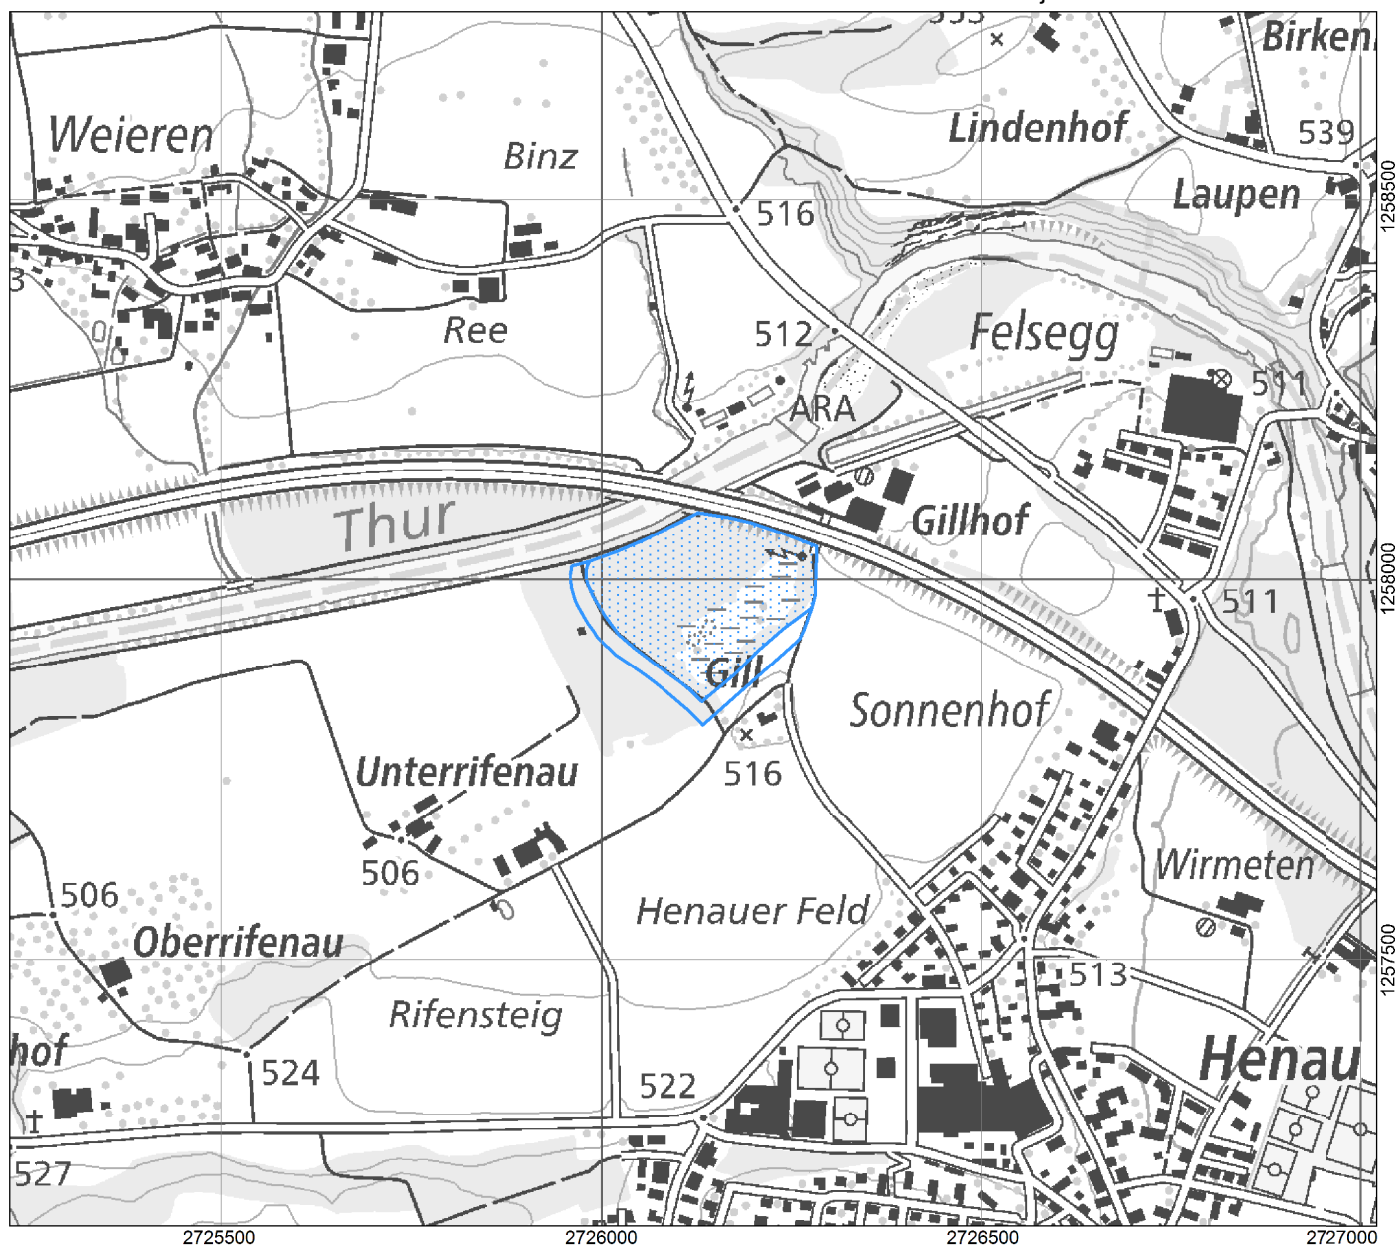 Birken
Lindenhof
539
Weieren
Binz
Laupen
516
1258500
3
Ree
512
Felsegg
511
ARA
Thur
Gillhof
1258000
511
Gill
Sonnenhof
516
Unterrifenau
506
Wirmeten
506
Henauer Feld
Oberrifenau
513
1257500
Rifensteig
hof
Henau
524
522
527
2725500
2726000
2726500
2727000